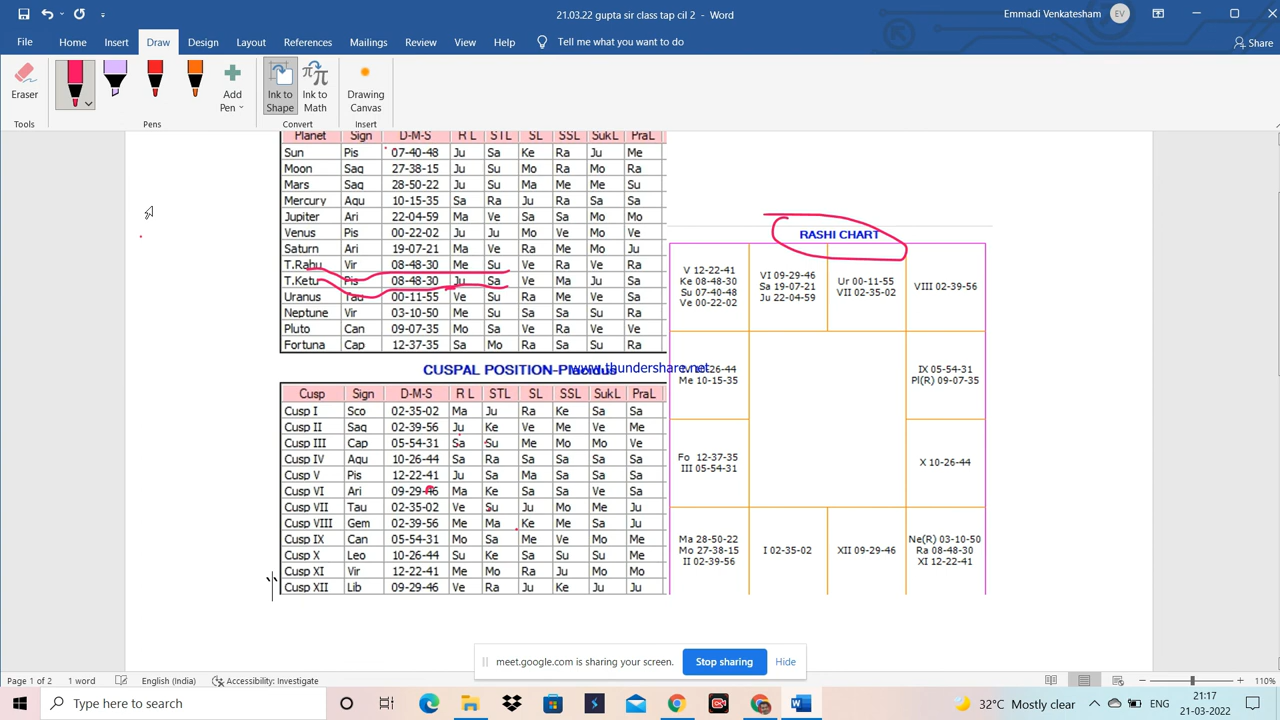 21.03.22 gupta sir class tap cil 2 - Word
Emmadi Venkatesham EV
File Home Insert Draw Design Layout References Mailings Review View Help Tell me what you want to do Share
Eraser
Add Pen
Ink to Shape
Ink to Math
Drawing Canvas
Tools Pens Convert Insert
Planet Sign D-M-S R L STL SL SSL SukL PraL
Sun Pis 07-40-48 Ju Sa Ke Ra Ju Me
Moon Sag 27-38-15 Ju Su Mo Ra Mo Ra
Mars Sag 28-50-22 Ju Su Ma Me Me Su
Mercury Aqu 10-15-35 Sa Ra Ju Ra Sa Sa
Jupiter Ari 22-04-59 Ma Ve Sa Sa Mo Mo
Venus Pis 00-22-02 Ju Ju Mo Ve Mo Ve
Saturn Ari 19-07-21 Ma Ve Ra Me Mo Ju
T.Rahu Vir 08-48-30 Me Su Ve Ra Ve Ra
T.Ketu Pis 08-48-30 Ju Sa Ve Ma Ju Sa
Uranus Tau 00-11-55 Ve Su Ra Me Ve Su
Neptune Vir 03-10-50 Me Su Sa Sa Su Ra
Pluto Can 09-07-35 Mo Sa Ve Ra Ve Ve
Fortuna Cap 12-37-35 Sa Mo Ra Su Ra Su
CUSPAL POSITION-Placidus
www.thundershare.net
Cusp Sign D-M-S R L STL SL SSL SukL PraL
Cusp I Sco 02-35-02 Ma Ju Ra Ke Sa Sa
Cusp II Sag 02-39-56 Ju Ke Ve Me Ve Me
Cusp III Cap 05-54-31 Sa Su Me Mo Mo Ve
Cusp IV Aqu 10-26-44 Sa Ra Sa Sa Mo Sa
Cusp V Pis 12-22-41 Ju Sa Ma Sa Sa Sa
Cusp VI Ari 09-29-46 Ma Ke Sa Sa Ve Sa
Cusp VII Tau 02-35-02 Ve Su Ju Mo Me Ju
Cusp VIII Gem 02-39-56 Me Ma Ke Me Sa Ju
Cusp IX Can 05-54-31 Mo Sa Me Ve Mo Me
Cusp X Leo 10-26-44 Su Ke Sa Su Su Me
Cusp XI Vir 12-22-41 Me Mo Ra Ju Mo Mo
Cusp XII Lib 09-29-46 Ve Ra Ju Ke Ju Ju
RASHI CHART
V 12-22-41
Ke 08-48-30
Su 07-40-48
Ve 00-22-02
VI 09-29-46
Sa 19-07-21
Ju 22-04-59
Ur 00-11-55
VII 02-35-02
VIII 02-39-56
IV 10-26-44
Me 10-15-35
IX 05-54-31
Pl(R) 09-07-35
Fo 12-37-35
III 05-54-31
X 10-26-44
Ma 28-50-22
Mo 27-38-15
II 02-39-56
I 02-35-02
XII 09-29-46
Ne(R) 03-10-50
Ra 08-48-30
XI 12-22-41
meet.google.com is sharing your screen. Stop sharing Hide
Page 1 of 2 1 word English (India) Accessibility: Investigate 110%
Type here to search
32°C Mostly clear ENG 21:17
21-03-2022